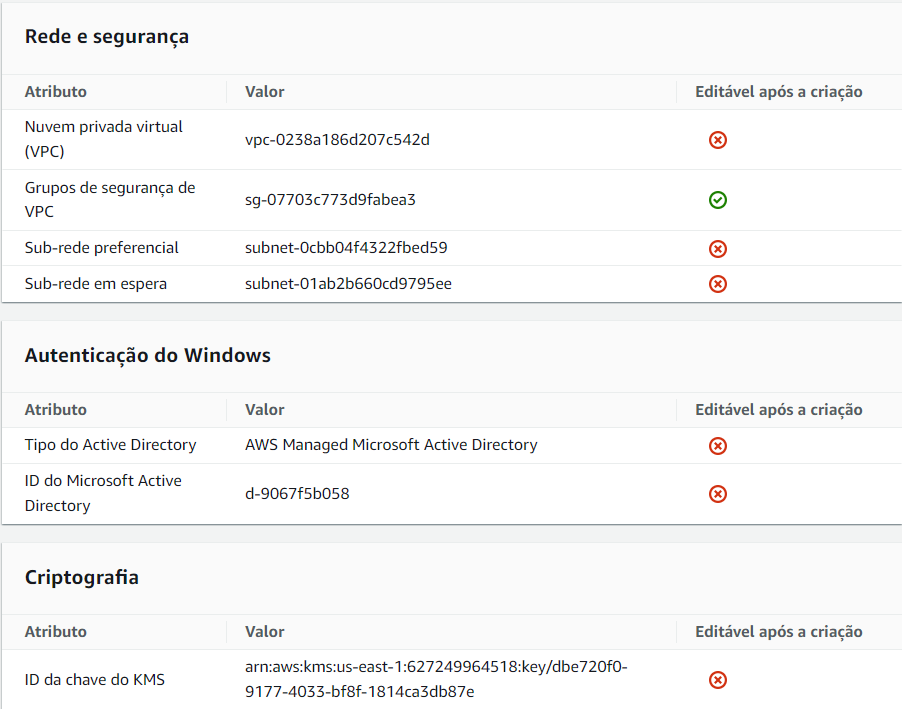 Rede e segurança
Atributo Valor Editável após a criação
Nuvem privada virtual
(VPC)
vpc-0238a186d207c542d
Grupos de segurança de
VPC
sg-07703c773d9fabea3
Sub-rede preferencial subnet-0cbb04f4322fbed59
Sub-rede em espera subnet-01ab2b660cd9795ee
Autenticação do Windows
Atributo Valor Editável após a criação
Tipo do Active Directory AWS Managed Microsoft Active Directory
ID do Microsoft Active
Directory
d-9067f5b058
Criptografia
Atributo Valor Editável após a criação
ID da chave do KMS
arn:aws:kms:us-east-1:627249964518:key/dbe720f0-
9177-4033-bf8f-1814ca3db87e